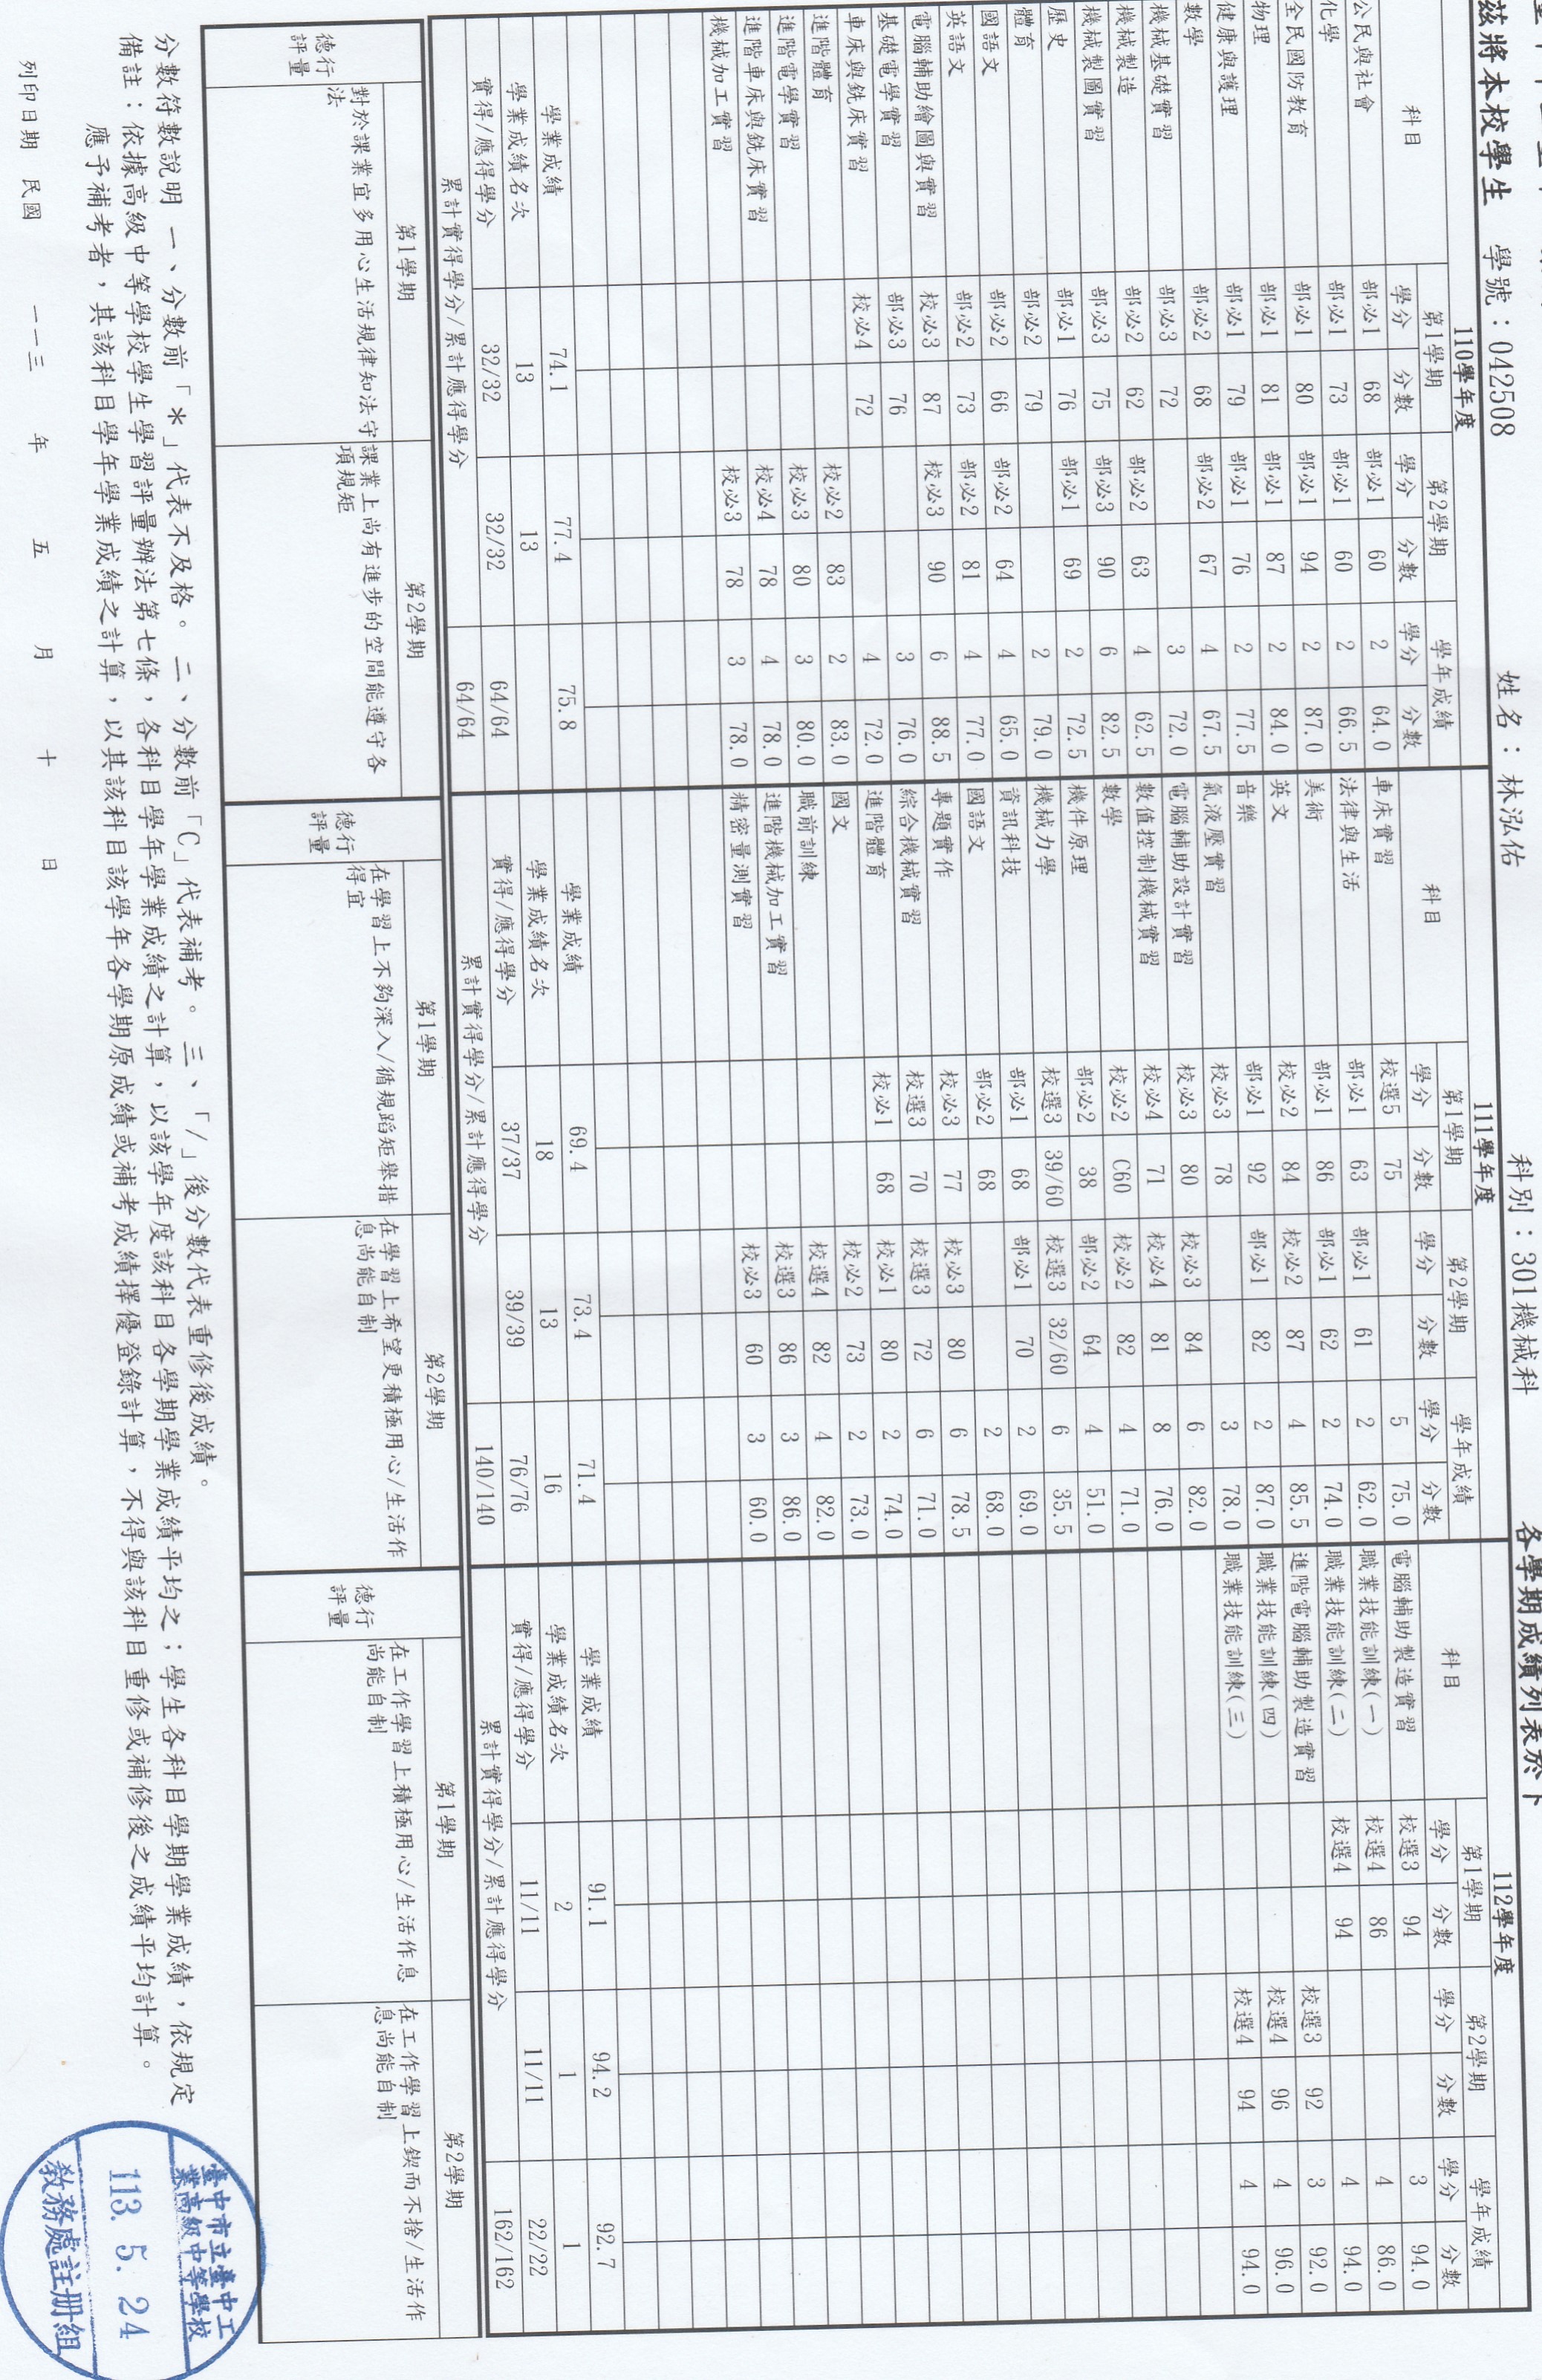 茲將本校學生 學號：042508 姓名：林泓佑 科別：301機械科 各學期成績列表於下
110學年度 111學年度 112學年度
科目 第1學期 第2學期 學年成績 科目 第1學期 第2學期 學年成績 科目 第1學期 第2學期 學年成績
學分 分數 學分 分數 學分 分數 學分 分數 學分 分數 學分 分數 學分 分數 學分 分數 學分 分數
公民與社會 部必1 68 部必1 60 2 64.0 車床實習 校選5 75 5 75.0 電腦輔助製造實習 校選3 94 3 94.0
化學 部必1 73 部必1 60 2 66.5 法律與生活 部必1 63 部必1 61 2 62.0 職業技能訓練(一) 校選4 86 4 86.0
全民國防教育 部必1 80 部必1 94 2 87.0 美術 部必1 86 部必1 62 2 74.0 職業技能訓練(二) 校選4 94 4 94.0
物理 部必1 81 部必1 87 2 84.0 英文 校必2 84 校必2 87 4 85.5 進階電腦輔助製造實習 校選3 92 3 92.0
健康與護理 部必1 79 部必1 76 2 77.5 音樂 部必1 92 部必1 82 2 87.0 職業技能訓練(四) 校選4 96 4 96.0
數學 部必2 68 部必2 67 4 67.5 氣液壓實習 校必3 78 3 78.0 職業技能訓練(三) 校選4 94 4 94.0
機械基礎實習 部必3 72 3 72.0 電腦輔助設計實習 校必3 80 校必3 84 6 82.0
機械製造 部必2 62 校必2 63 4 62.5 數值控制機械實習 校必4 71 校必4 81 8 76.0
機械製圖實習 部必3 75 部必3 90 6 82.5 數學 校必2 C60 校必2 82 4 71.0
歷史 部必1 76 部必1 69 2 72.5 機件原理 部必2 38 部必2 64 4 51.0
體育 部必2 79 2 79.0 機械力學 校選3 39/60 校選3 32/60 6 35.5
國語文 部必2 66 部必2 64 4 65.0 資訊科技 部必1 68 部必1 70 2 69.0
英語文 部必2 73 部必2 81 4 77.0 國語文 部必2 68 2 68.0
電腦輔助繪圖與實習 校必3 87 校必3 90 6 88.5 專題實作 校必3 77 校必3 80 6 78.5
基礎電學實習 部必3 76 3 76.0 綜合機械實習 校選3 70 校選3 72 6 71.0
車床與銑床實習 校必4 72 4 72.0 進階體育 校必1 68 校必1 80 2 74.0
進階體育 校必2 83 2 83.0 國文 校必2 73 2 73.0
進階電學實習 校必3 80 3 80.0 職前訓練 校選4 82 4 82.0
進階車床與銑床實習 校必4 78 4 78.0 進階機械加工實習 校選3 86 3 86.0
機械加工實習 校必3 78 3 78.0 精密量測實習 校必3 60 3 60.0
學業成績 74.1 77.4 75.8 學業成績 69.4 73.4 71.4 學業成績 91.1 94.2 92.7
學業成績名次 13 13 學業成績名次 18 13 16 學業成績名次 2 1 1
實得/應得學分 32/32 32/32 64/64 實得/應得學分 37/37 39/39 76/76 實得/應得學分 11/11 11/11 22/22
累計實得學分/累計應得學分 64/64 累計實得學分/累計應得學分 140/140 累計實得學分/累計應得學分 162/162
德行評量 第1學期 第2學期 德行評量 第1學期 第2學期 德行評量 第1學期 第2學期
對於課業宜多用心生活規律知法守 課業上尚有進步的空間能遵守各 在學習上不夠深入/循規蹈矩舉措 在學習上希望更積極用心/生活作 在工作學習上積極用心/生活作息 在工作學習上鍥而不捨/生活作
法 項規矩 得宜 息尚能自制 尚能自制 息尚能自制
分數符號說明 一、分數前「＊」代表不及格。 二、分數前「C」代表補考。 三、「/」後分數代表重修後成績。
備註：依據高級中等學校學生學習評量辦法第七條，各科目學年學業成績之計算，以該學年度該科目各學期學業成績平均之；學生各科目學期學業成績，依規定
應予補考者，其該科目學年學業成績之計算，以其該科目該學年各學期原成績或補考成績擇優登錄計算，不得與該科目重修或補修後之成績平均計算。
列印日期 民國 一一三 年 五 月 十 日
臺中市立臺中工
業高級中等學校
113. 5. 24
教務處註冊組